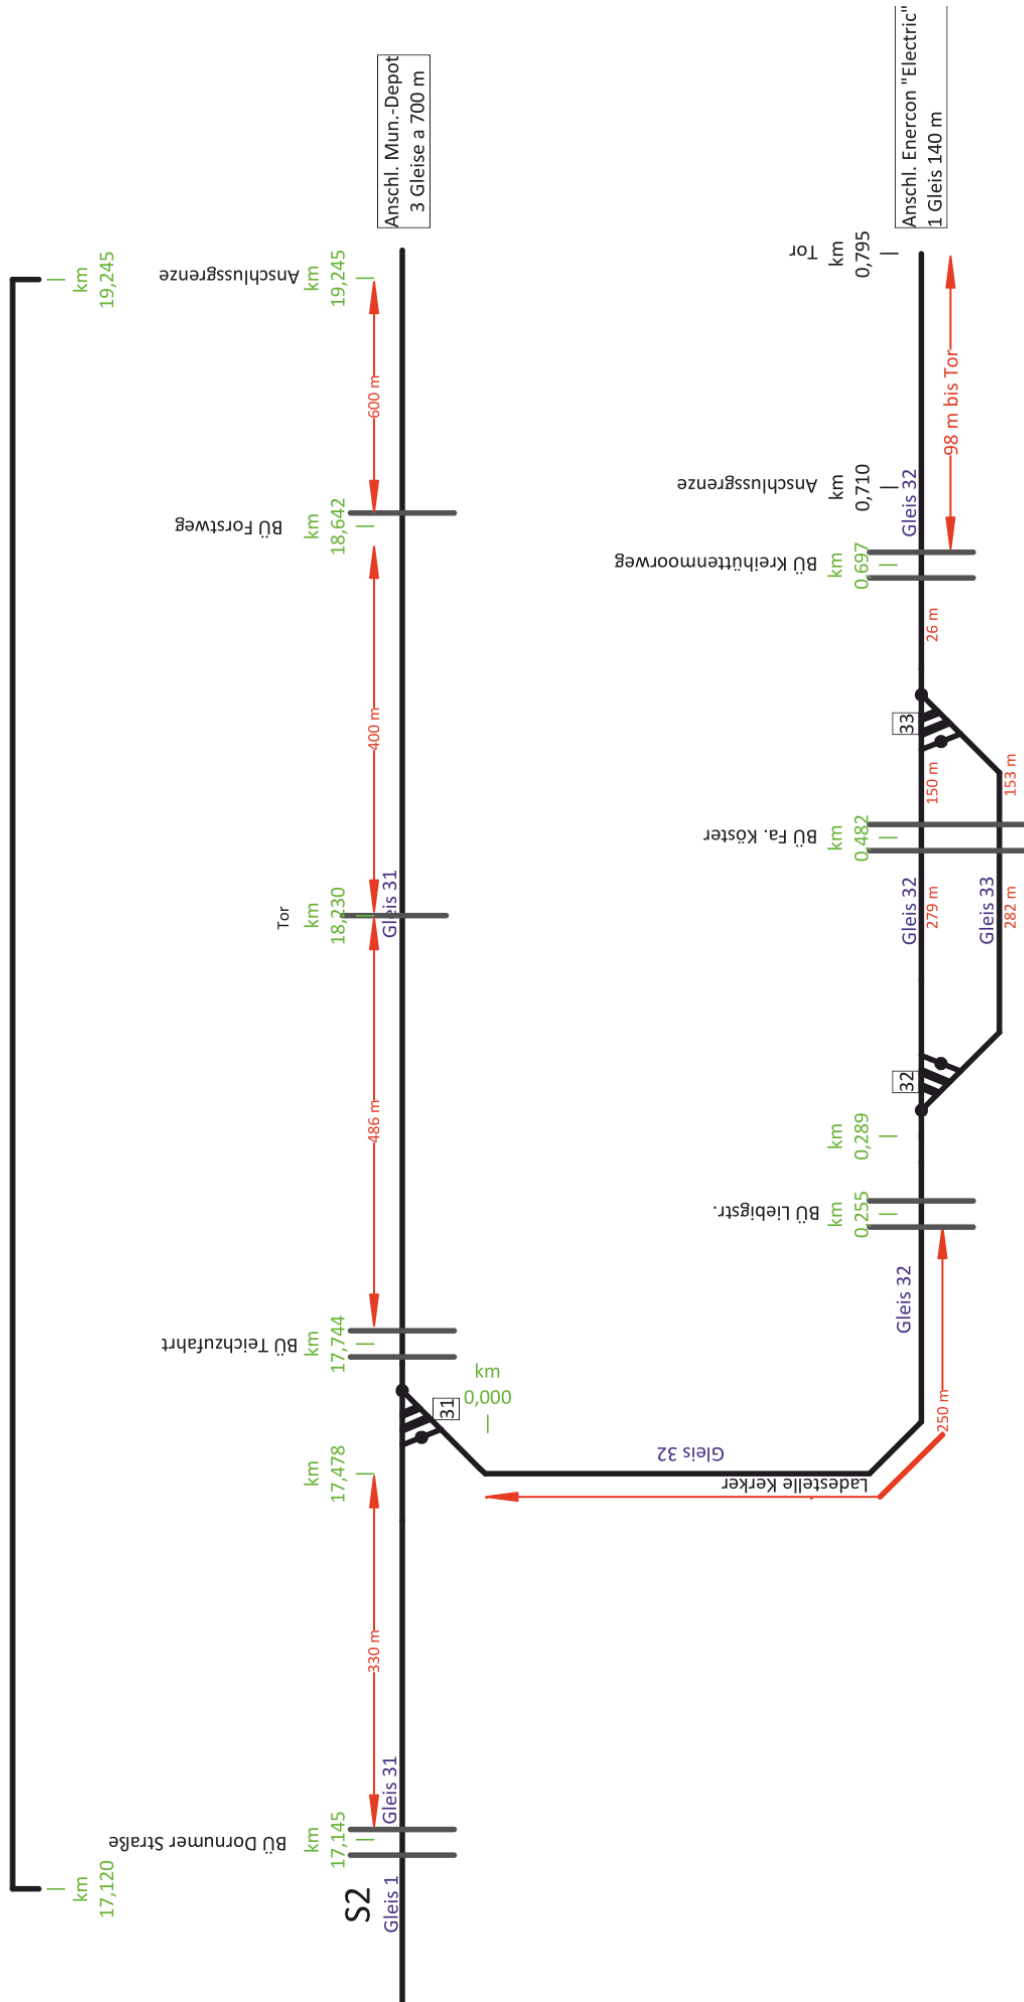 Anschl. Mun.-Depot
3 Gleise a 700 m
Anschl. Enercon "Electric"
1 Gleis 140 m
km
19,245
Anschlussgrenze
km
19,245
600 m
BÜ Forstweg
km
18,642
400 m
Tor
km
18,230
Gleis 31
486 m
BÜ Teichzufahrt
km
17,744
31
km
0,000
km
17,478
330 m
Gleis 31
BÜ Dornumer Straße
km
17,145
S2
Gleis 1
km
17,120
Tor
km
0,795
98 m bis Tor
Anschlussgrenze
km
0,710
Gleis 32
BÜ Kreihüttenmoorweg
km
0,697
26 m
33
150 m
153 m
BÜ Fa. Köster
km
0,482
Gleis 32
279 m
Gleis 33
282 m
32
km
0,289
BÜ Liebigstr.
km
0,255
Gleis 32
250 m
Gleis 32
Ladestelle Kerker